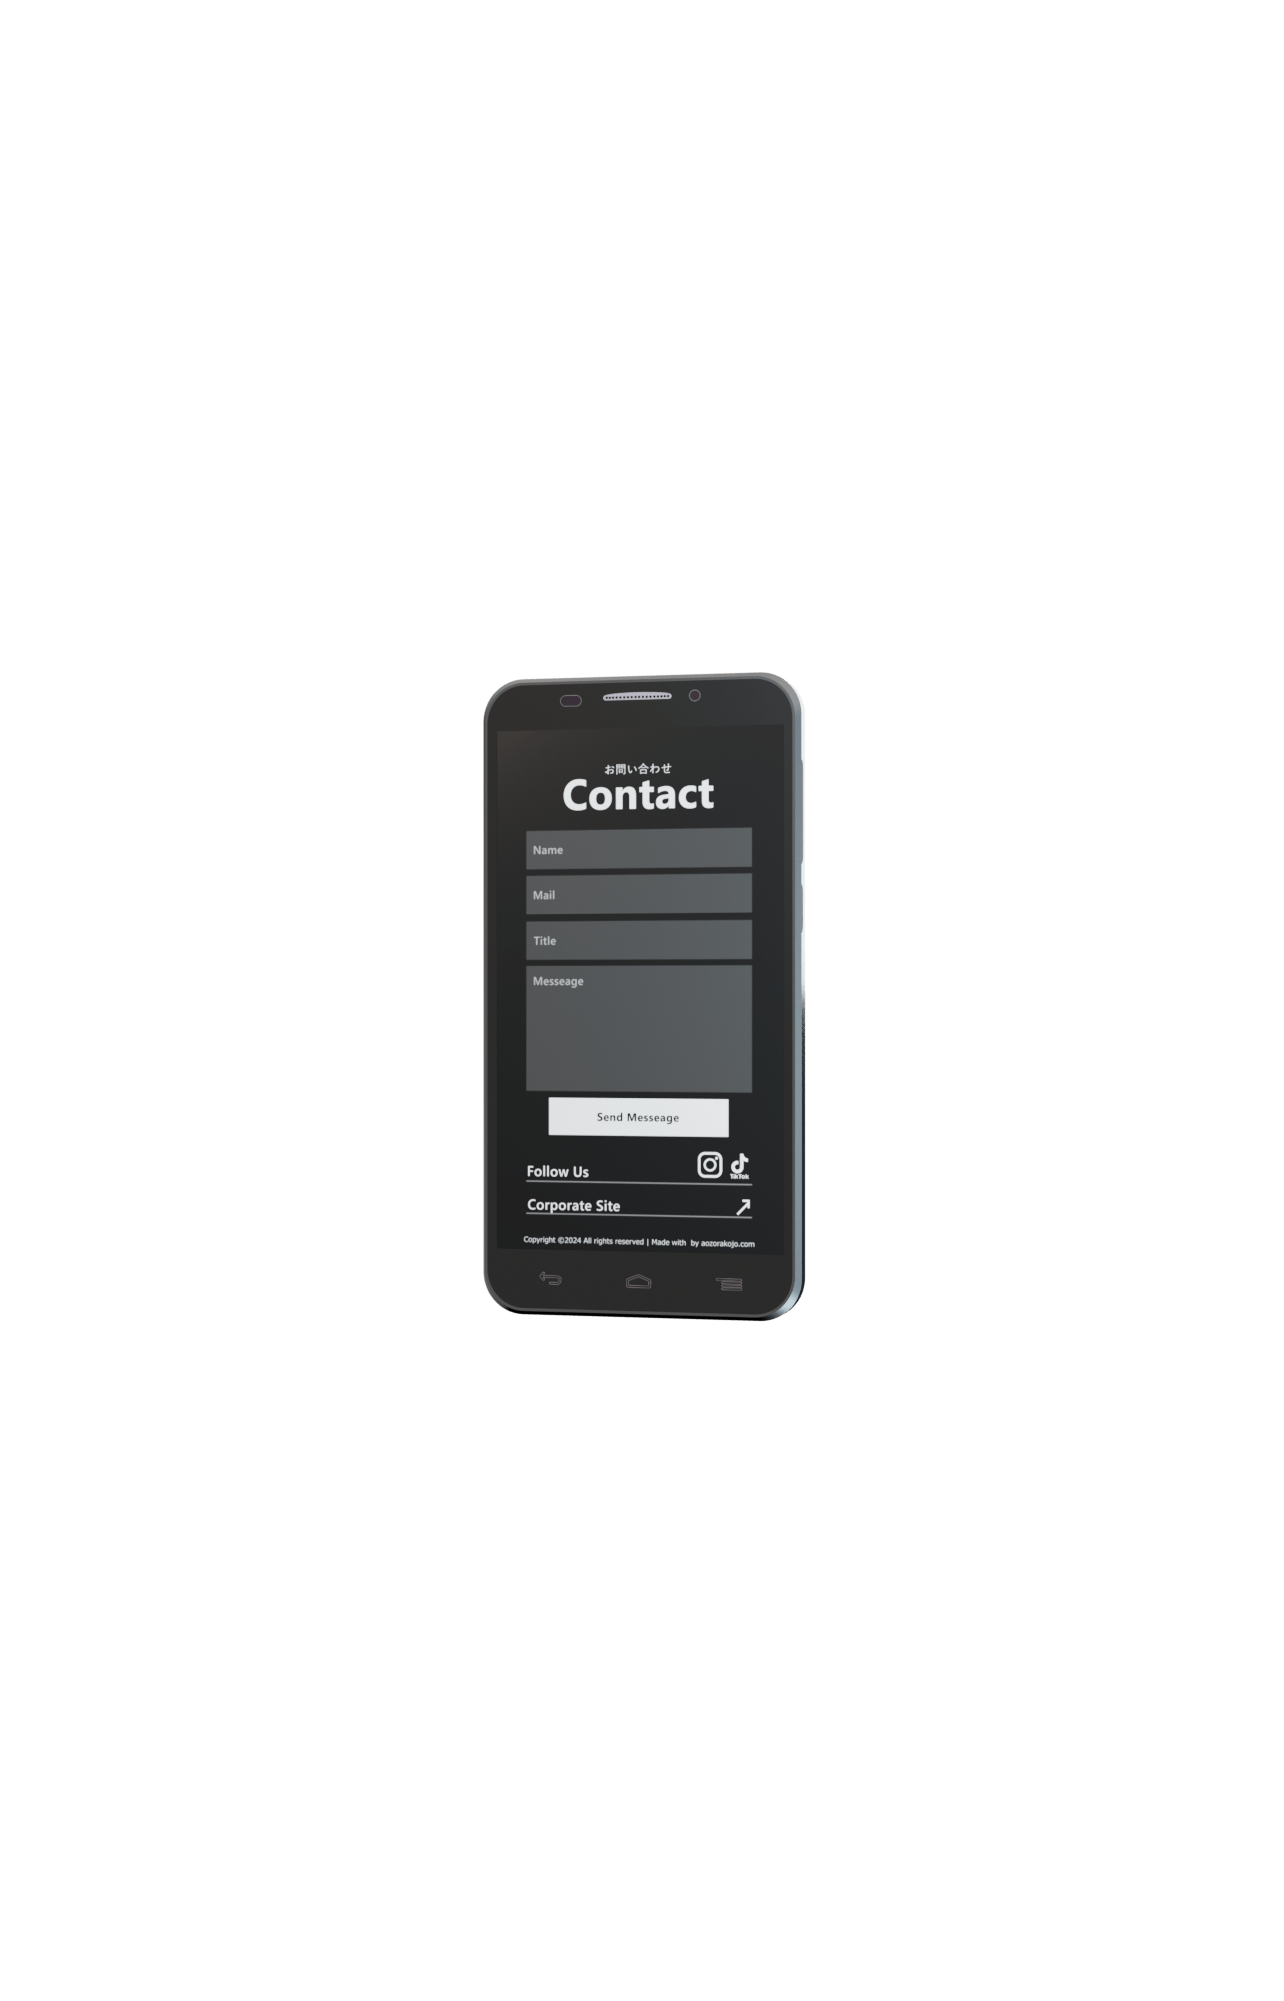 お問い合わせ
Contact
Name
Mail
Title
Messeage
Send Messeage
Follow Us
TikTok
Corporate Site
Copyright ©2024 All rights reserved | Made with by aozorakojo.com